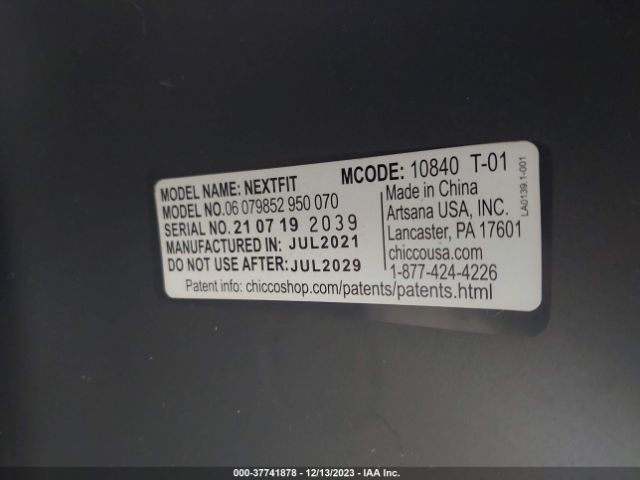 MODEL NAME: NEXTFIT
MODEL NO.06 079852 950 070
SERIAL NO. 21 07 19 2039
MANUFACTURED IN: JUL2021
DO NOT USE AFTER: JUL2029
MCODE: 10840 T-01
Made in China
Artsana USA, INC.
Lancaster, PA 17601
chiccousa.com
1-877-424-4226
Patent info: chiccoshop.com/patents/patents.html
LA0139.1-001
00-37741878 - 12/13/2023 - IAA Inc.